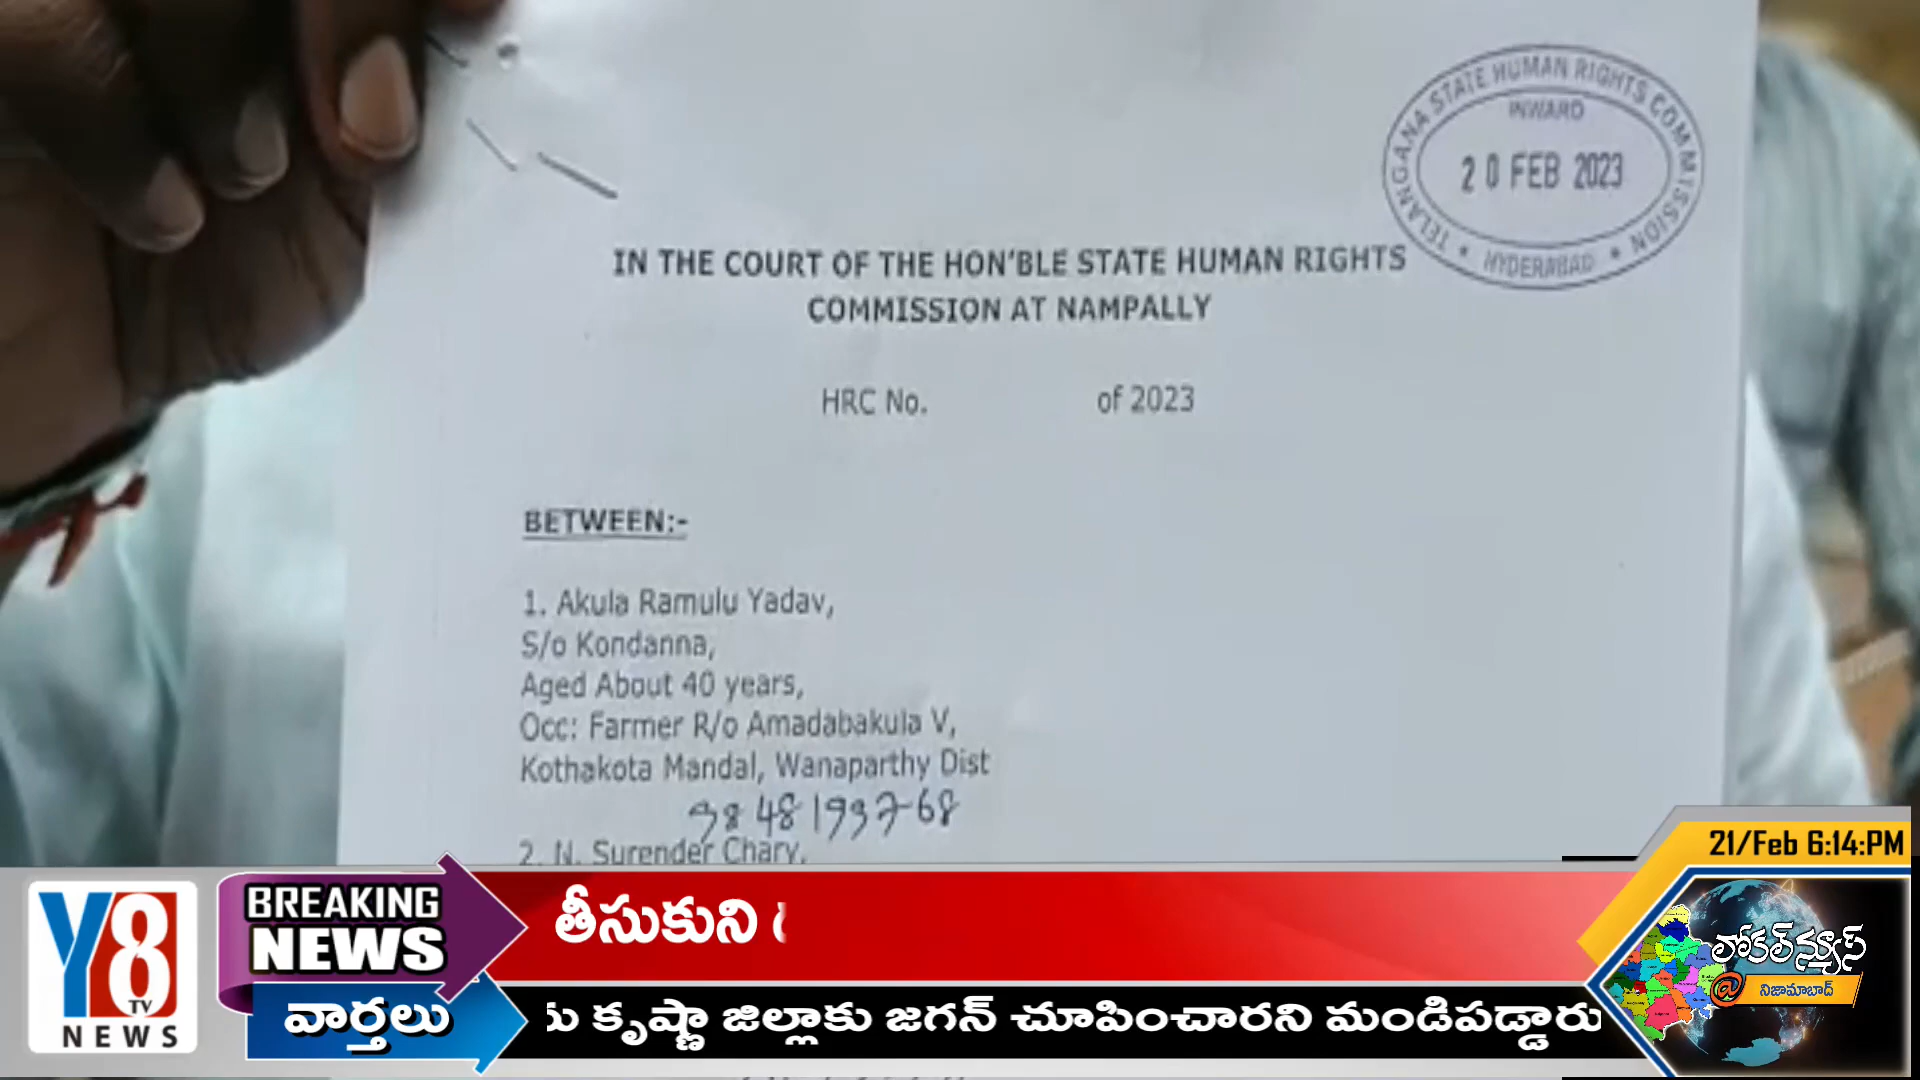 TELANGANA STATE HUMAN RIGHTS COMMISSION
INWARD
20 FEB 2023
* HYDERABAD *
IN THE COURT OF THE HON'BLE STATE HUMAN RIGHTS
COMMISSION AT NAMPALLY
HRC No. of 2023
BETWEEN:-
1. Akula Ramulu Yadav,
S/o Kondanna,
Aged About 40 years,
Occ: Farmer R/o Amadabakula V,
Kothakota Mandal, Wanaparthy Dist
2. N. Surender Chary,
21/Feb 6:14:PM
Y8
TV
NEWS
BREAKING
NEWS
తీసుకుని
లోకల్ న్యూస్
@ నిజామాబాద్
వార్తలు
కృష్ణా జిల్లాకు జగన్ చూపించారని మండిపడ్డారు